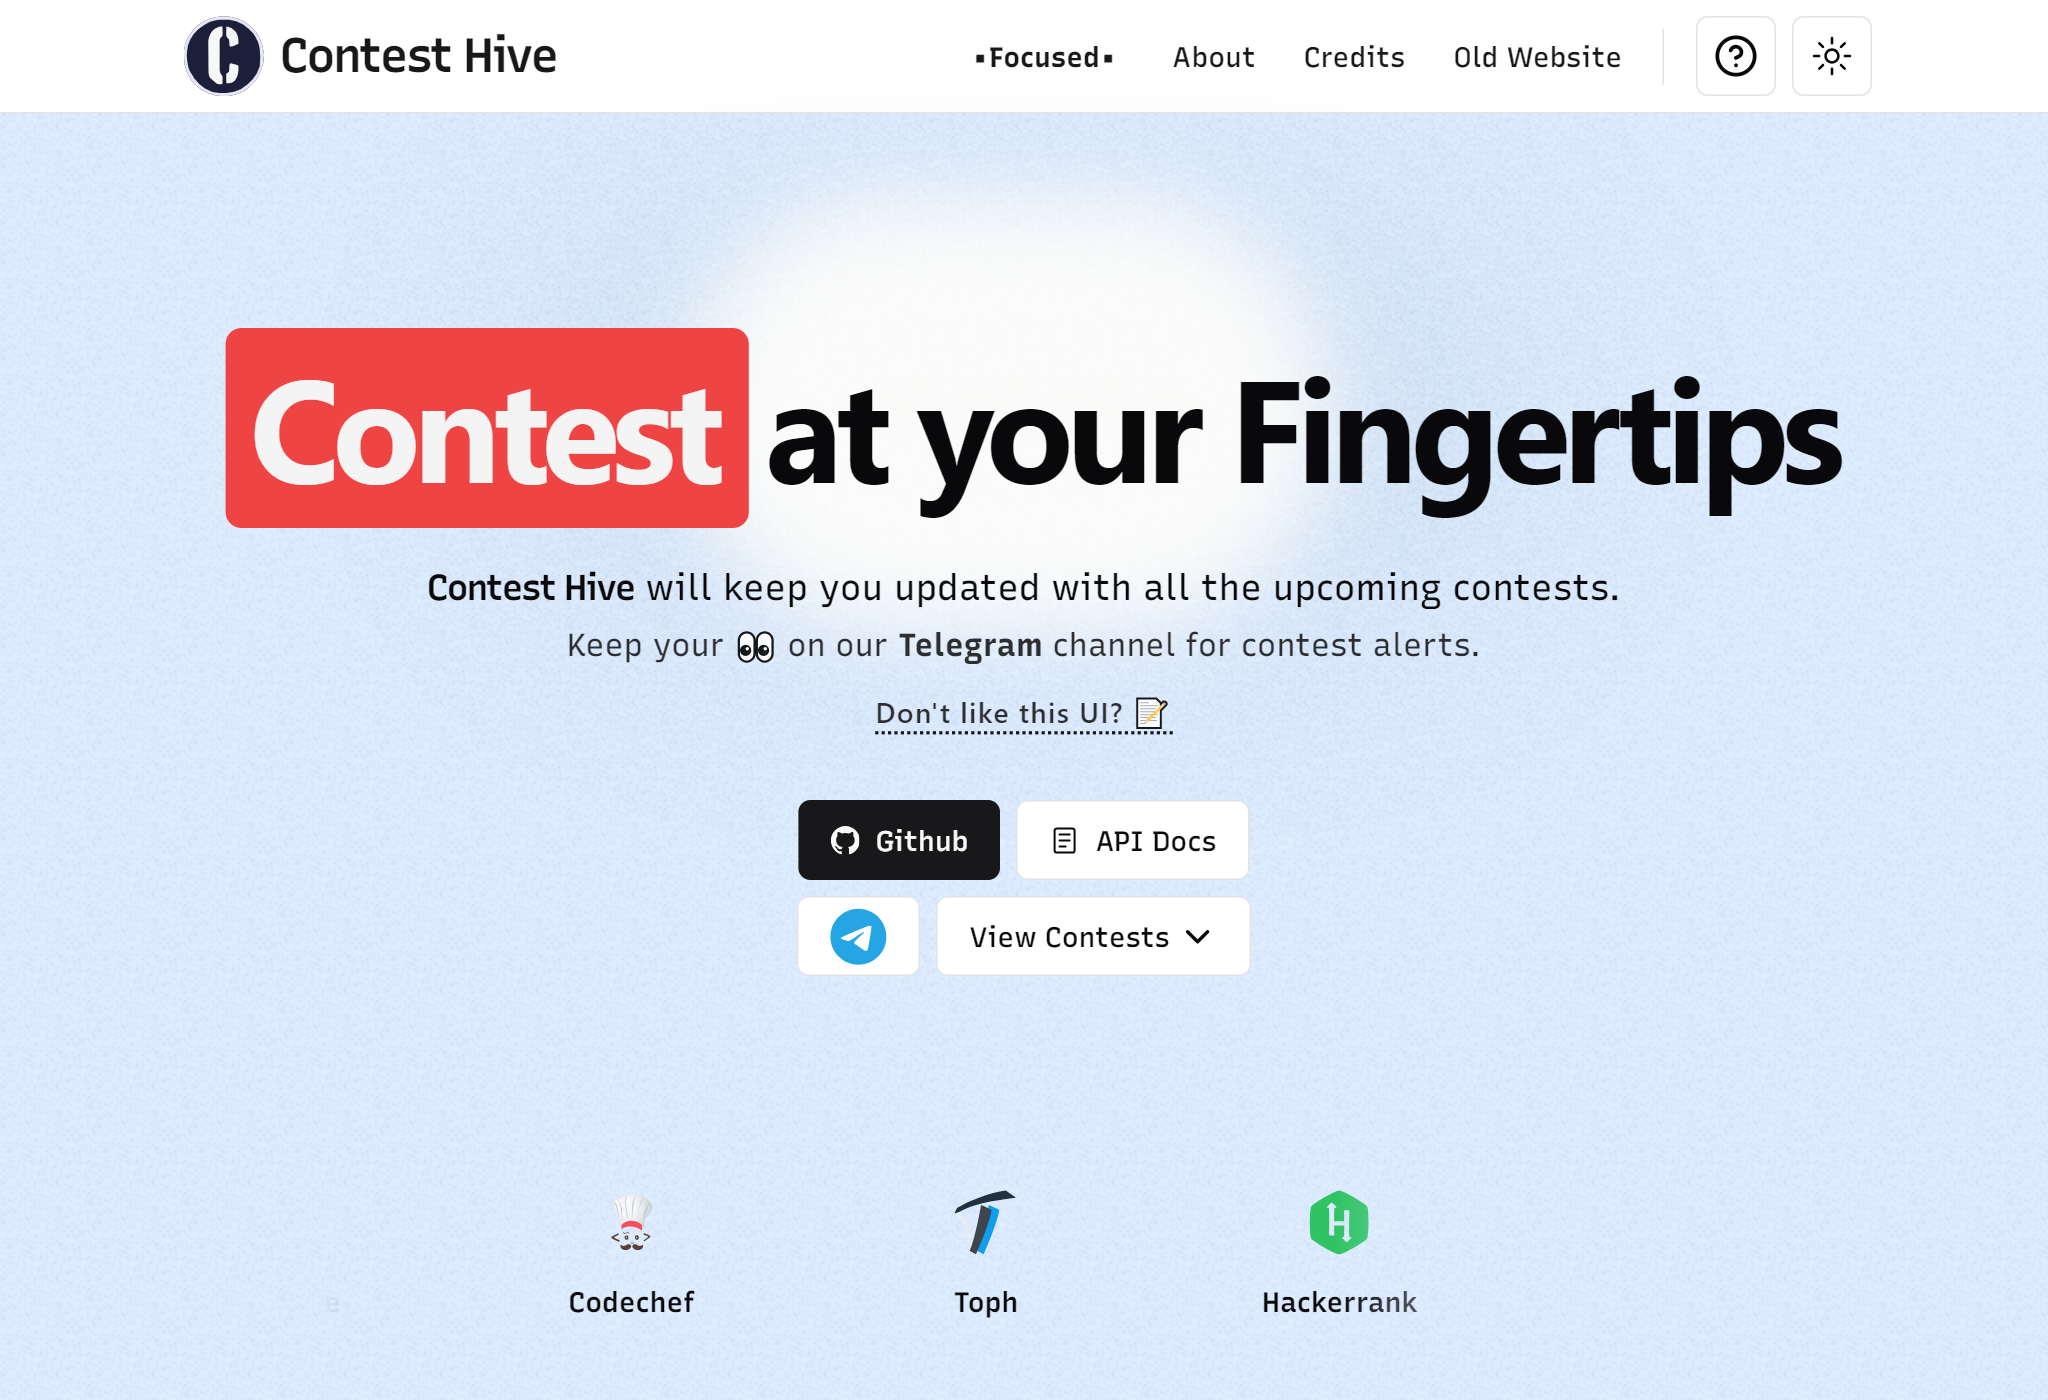 Contest Hive
▪Focused▪ About Credits Old Website
Contest at your Fingertips
Contest Hive will keep you updated with all the upcoming contests.
Keep your 👀 on our Telegram channel for contest alerts.
Don't like this UI? 📝
Github
API Docs
View Contests
e
Codechef
Toph
Hackerrank